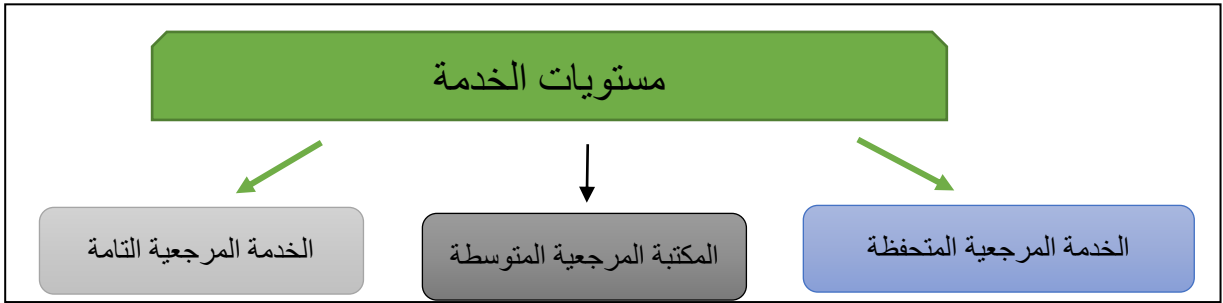 مستويات الخدمة
الخدمة المرجعية المتحفظة
المكتبة المرجعية المتوسطة
الخدمة المرجعية التامة